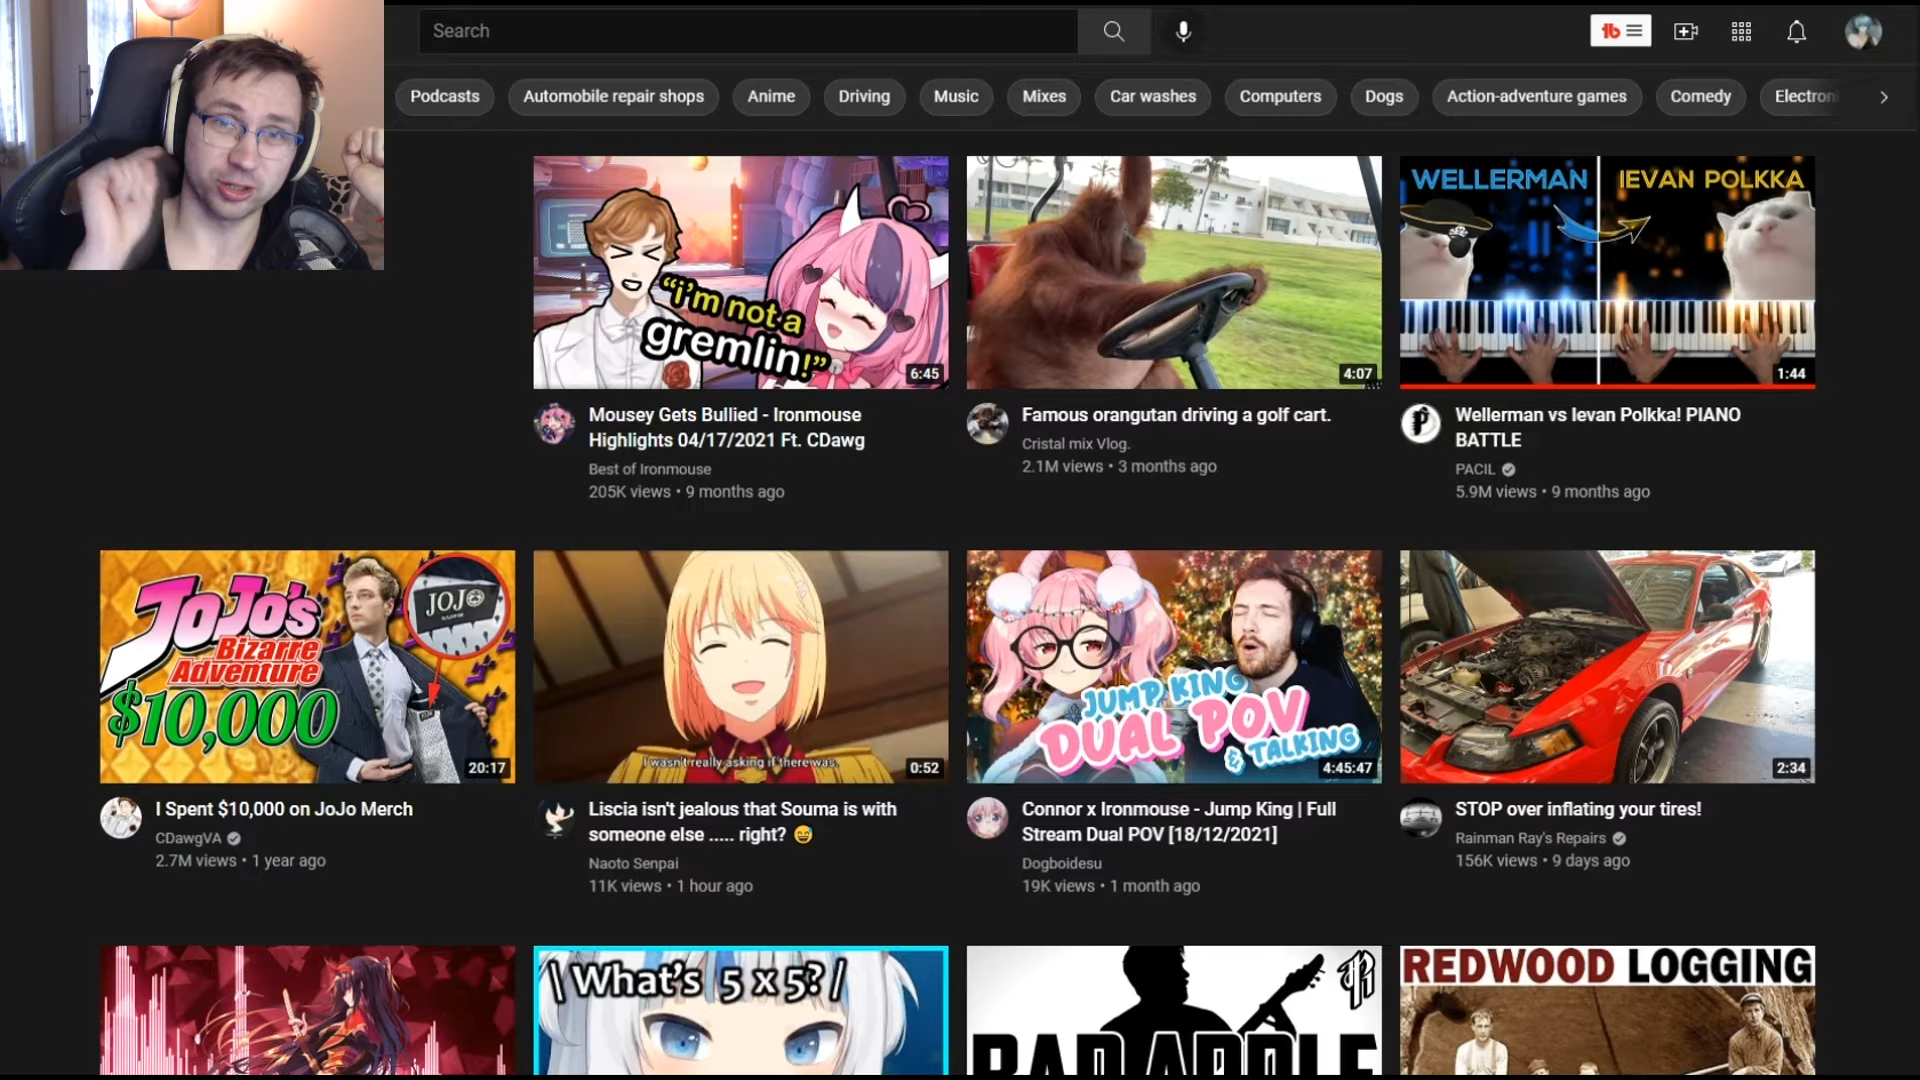 Search
Podcasts
Automobile repair shops
Anime
Driving
Music
Mixes
Car washes
Computers
Dogs
Action-adventure games
Comedy
Electroni
"i'm not a
gremlin!"
6:45
4:07
WELLERMAN
IEVAN POLKKA
1:44
Mousey Gets Bullied - Ironmouse
Highlights 04/17/2021 Ft. CDawg
Best of Ironmouse
205K views • 9 months ago
Famous orangutan driving a golf cart.
Cristal mix Vlog.
2.1M views • 3 months ago
Wellerman vs Ievan Polkka! PIANO
BATTLE
PACIL
5.9M views • 9 months ago
JoJo's
Bizarre
Adventure
$10,000
JOJO
20:17
I wasn't really asking if there was.
0:52
JUMP KING
DUAL POV
& TALKING
4:45:47
2:34
I Spent $10,000 on JoJo Merch
CDawgVA
2.7M views • 1 year ago
Liscia isn't jealous that Souma is with
someone else ..... right? 😅
Naoto Senpai
11K views • 1 hour ago
Connor x Ironmouse - Jump King | Full
Stream Dual POV [18/12/2021]
Dogboidesu
19K views • 1 month ago
STOP over inflating your tires!
Rainman Ray's Repairs
156K views • 9 days ago
\ What's 5 x 5? /
BAD APPLE
REDWOOD LOGGING